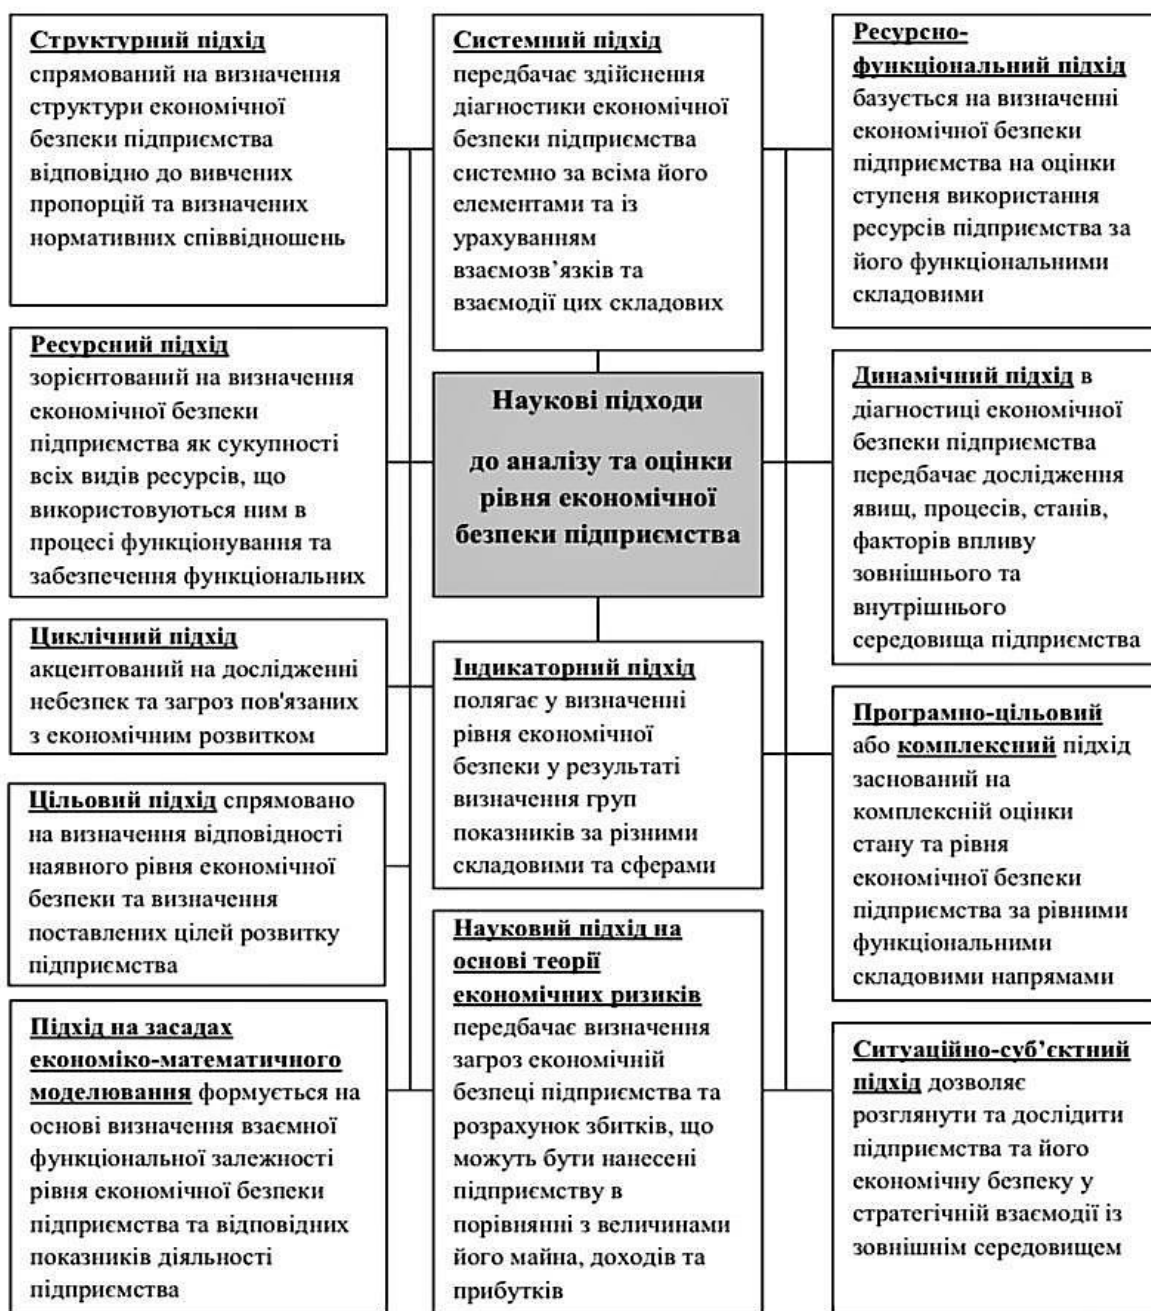 Структурний підхід
спрямований на визначення
структури економічної
безпеки підприємства
відповідно до вивчених
пропорцій та визначених
нормативних співвідношень
Ресурсний підхід
зорієнтований на визначення
економічної безпеки
підприємства як сукупності
всіх видів ресурсів, що
використовуються ним в
процесі функціонування та
забезпечення функціональних
Циклічний підхід
акцентований на дослідженні
небезпек та загроз пов'язаних
з економічним розвитком
Цільовий підхід спрямовано
на визначення відповідності
наявного рівня економічної
безпеки та визначення
поставлених цілей розвитку
підприємства
Підхід на засадах
економіко-математичного
моделювання формується на
основі визначення взаємної
функціональної залежності
рівня економічної безпеки
підприємства та відповідних
показників діяльності
підприємства
Системний підхід
передбачає здійснення
діагностики економічної
безпеки підприємства
системно за всіма його
елементами та із
урахуванням
взаємозв’язків та
взаємодії цих складових
Наукові підходи
до аналізу та оцінки
рівня економічної
безпеки підприємства
Індикаторний підхід
полягає у визначенні
рівня економічної
безпеки у результаті
визначення груп
показників за різними
складовими та сферами
Науковий підхід на
основі теорії
економічних ризиків
передбачає визначення
загроз економічній
безпеці підприємства та
розрахунок збитків, що
можуть бути нанесені
підприємству в
порівнянні з величинами
його майна, доходів та
прибутків
Ресурсно-
функціональний підхід
базується на визначенні
економічної безпеки
підприємства на оцінки
ступеня використання
ресурсів підприємства за
його функціональними
складовими
Динамічний підхід в
діагностиці економічної
безпеки підприємства
передбачає дослідження
явищ, процесів, станів,
факторів впливу
зовнішнього та
внутрішнього
середовища підприємства
Програмно-цільовий
або комплексний підхід
заснований на
комплексній оцінки
стану та рівня
економічної безпеки
підприємства за рівними
функціональними
складовими напрямами
Ситуаційно-суб’єктний
підхід дозволяє
розглянути та дослідити
підприємства та його
економічну безпеку у
стратегічній взаємодії із
зовнішнім середовищем